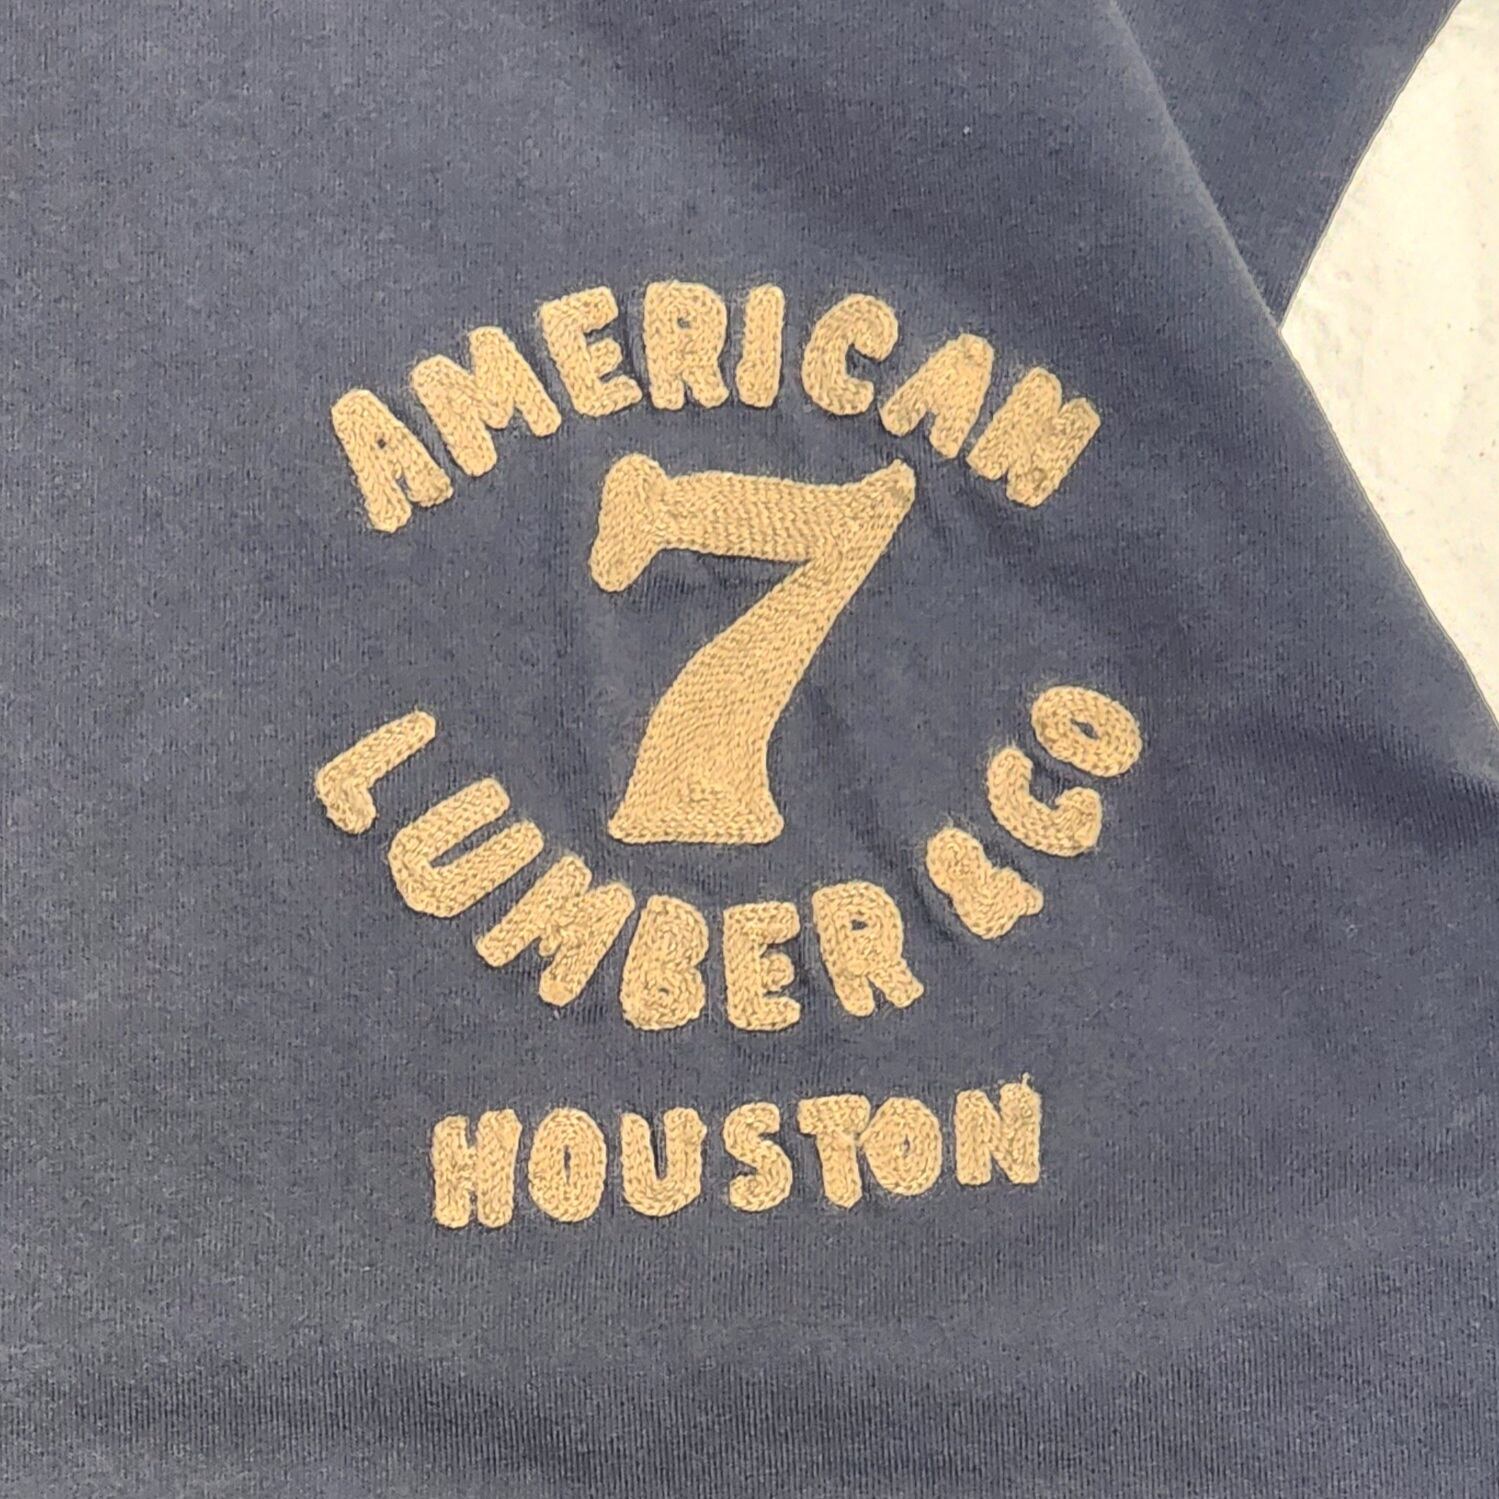 AMERICAN
7
LUMBER & CO
HOUSTON